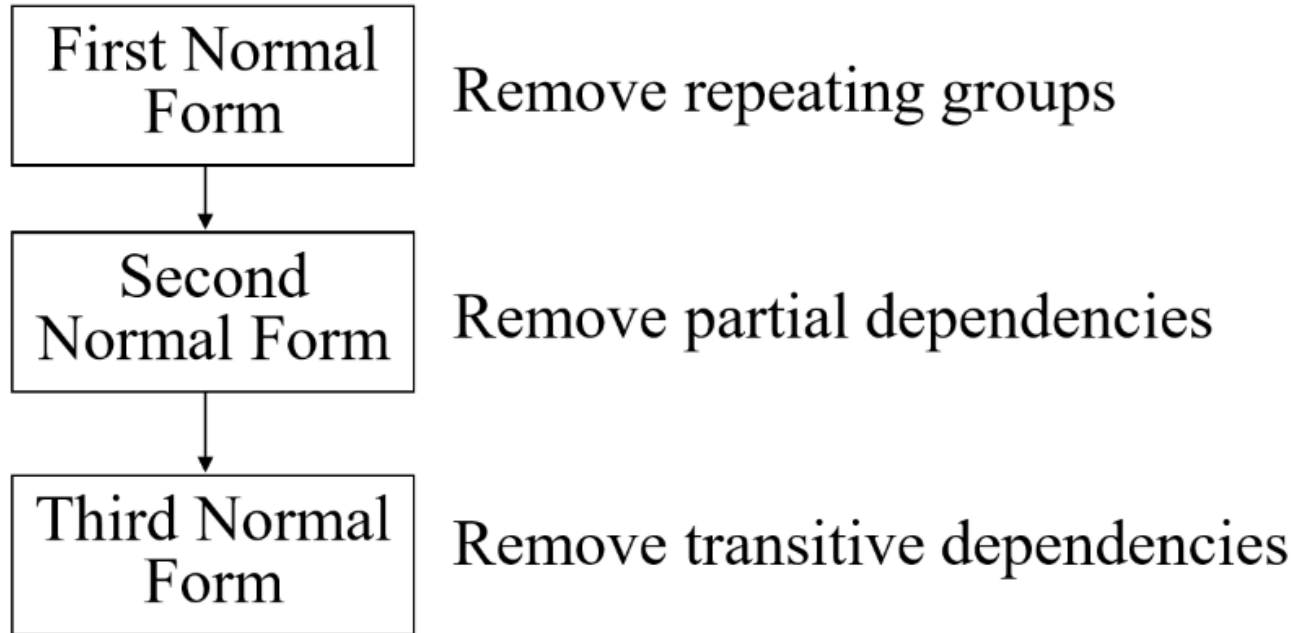 First Normal
Form
Remove repeating groups
Second
Normal Form
Remove partial dependencies
Third Normal
Form
Remove transitive dependencies